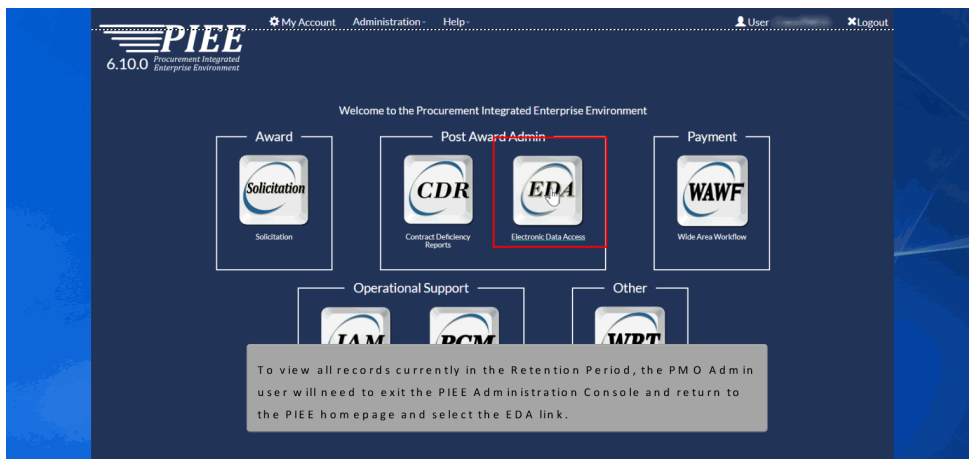 My Account Administration Help User Logout
PIEE
6.10.0 Procurement Integrated
Enterprise Environment
Welcome to the Procurement Integrated Enterprise Environment
Award Post Award Admin Payment
Solicitation CDR EDA WAWF
Solicitation Contract Deficiency Reports Electronic Data Access Wide Area Workflow
Operational Support Other
IAM PCM WBT
To view all records currently in the Retention Period, the PMO Admin
user will need to exit the PIEE Administration Console and return to
the PIEE homepage and select the EDA link.